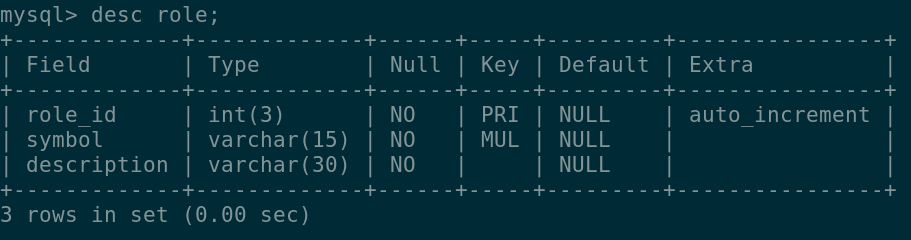 mysql> desc role;
+-------------+-------------+------+-----+---------+----------------+
| Field       | Type        | Null | Key | Default | Extra          |
+-------------+-------------+------+-----+---------+----------------+
| role_id     | int(3)      | NO   | PRI | NULL    | auto_increment |
| symbol      | varchar(15) | NO   | MUL | NULL    |                |
| description | varchar(30) | NO   |     | NULL    |                |
+-------------+-------------+------+-----+---------+----------------+
3 rows in set (0.00 sec)